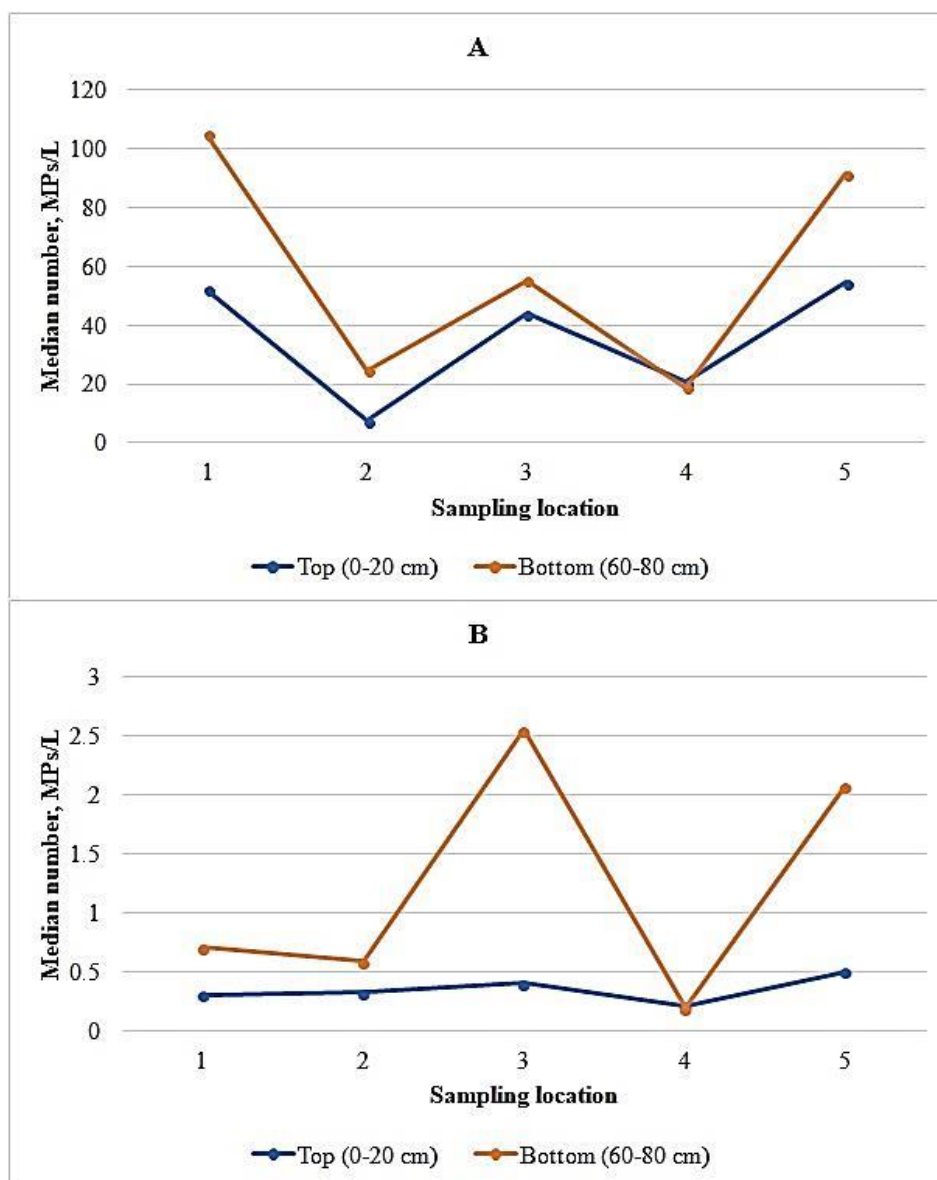 A
120
100
80
60
40
20
0
Median number, MPs/L
1 2 3 4 5
Sampling location
Top (0-20 cm) Bottom (60-80 cm)
B
3
2.5
2
1.5
1
0.5
0
Median number, MPs/L
1 2 3 4 5
Sampling location
Top (0-20 cm) Bottom (60-80 cm)